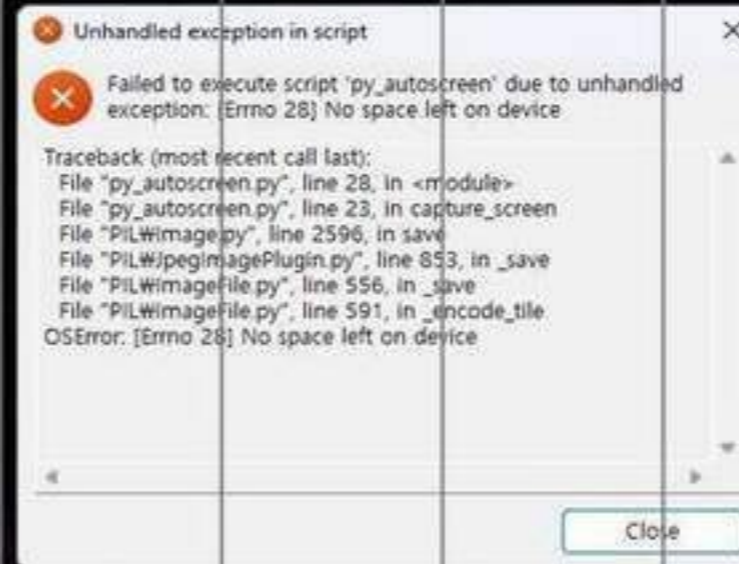 Unhandled exception in script
Failed to execute script 'py_autoscreen' due to unhandled
exception: [Errno 28] No space left on device
Traceback (most recent call last):
File "py_autoscreen.py", line 28, in <module>
File "py_autoscreen.py", line 23, in capture_screen
File "PIL₩Image.py", line 2596, in save
File "PIL₩JpegImagePlugin.py", line 853, in _save
File "PIL₩ImageFile.py", line 556, in _save
File "PIL₩ImageFile.py", line 591, in _encode_tile
OSError: [Errno 28] No space left on device
Close